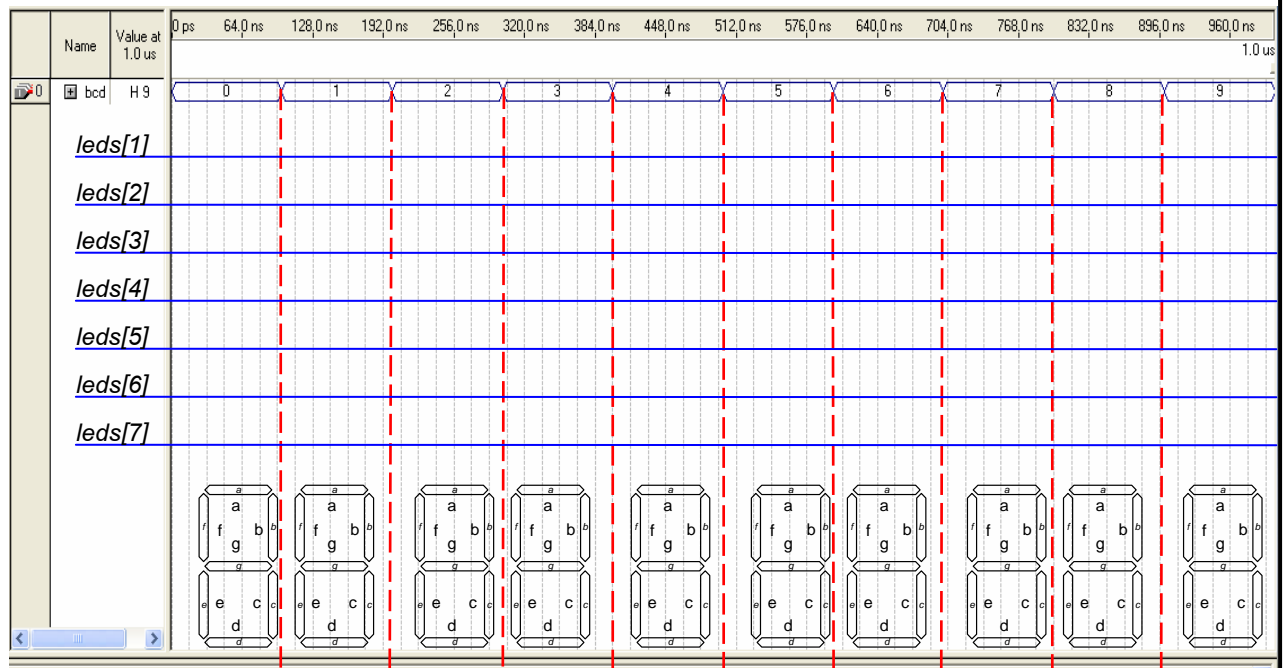 0 ps 64.0 ns 128.0 ns 192.0 ns 256.0 ns 320.0 ns 384.0 ns 448.0 ns 512.0 ns 576.0 ns 640.0 ns 704.0 ns 768.0 ns 832.0 ns 896.0 ns 960.0 ns
Name Value at 1.0 us
1.0 us
0 bcd H 9 0 1 2 3 4 5 6 7 8 9
leds[1]
leds[2]
leds[3]
leds[4]
leds[5]
leds[6]
leds[7]
a a a a a a a a a a
a a a a a a a a a a
f f b b f f b b f f b b f f b b f f b b f f b b f f b b f f b b f f b b f f b b
g g g g g g g g g g
g g g g g g g g g g
e e c c e e c c e e c c e e c c e e c c e e c c e e c c e e c c e e c c e e c c
d d d d d d d d d d
d d d d d d d d d d